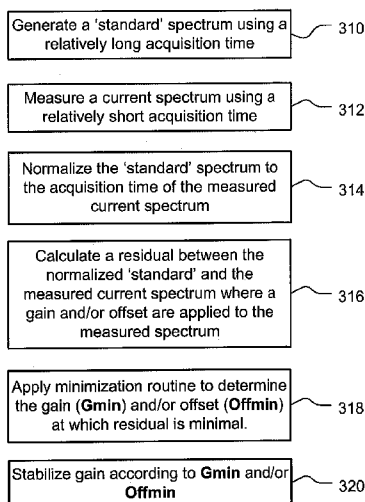 Generate a 'standard' spectrum using a
relatively long acquisition time
310
Measure a current spectrum using a
relatively short acquisition time
312
Normalize the 'standard' spectrum to
the acquisition time of the measured
current spectrum
314
Calculate a residual between the
normalized 'standard' and the
measured current spectrum where a
gain and/or offset are applied to the
measured spectrum
316
Apply minimization routine to determine
the gain (Gmin) and/or offset (Offmin)
at which residual is minimal.
318
Stabilize gain according to Gmin and/or
Offmin
320